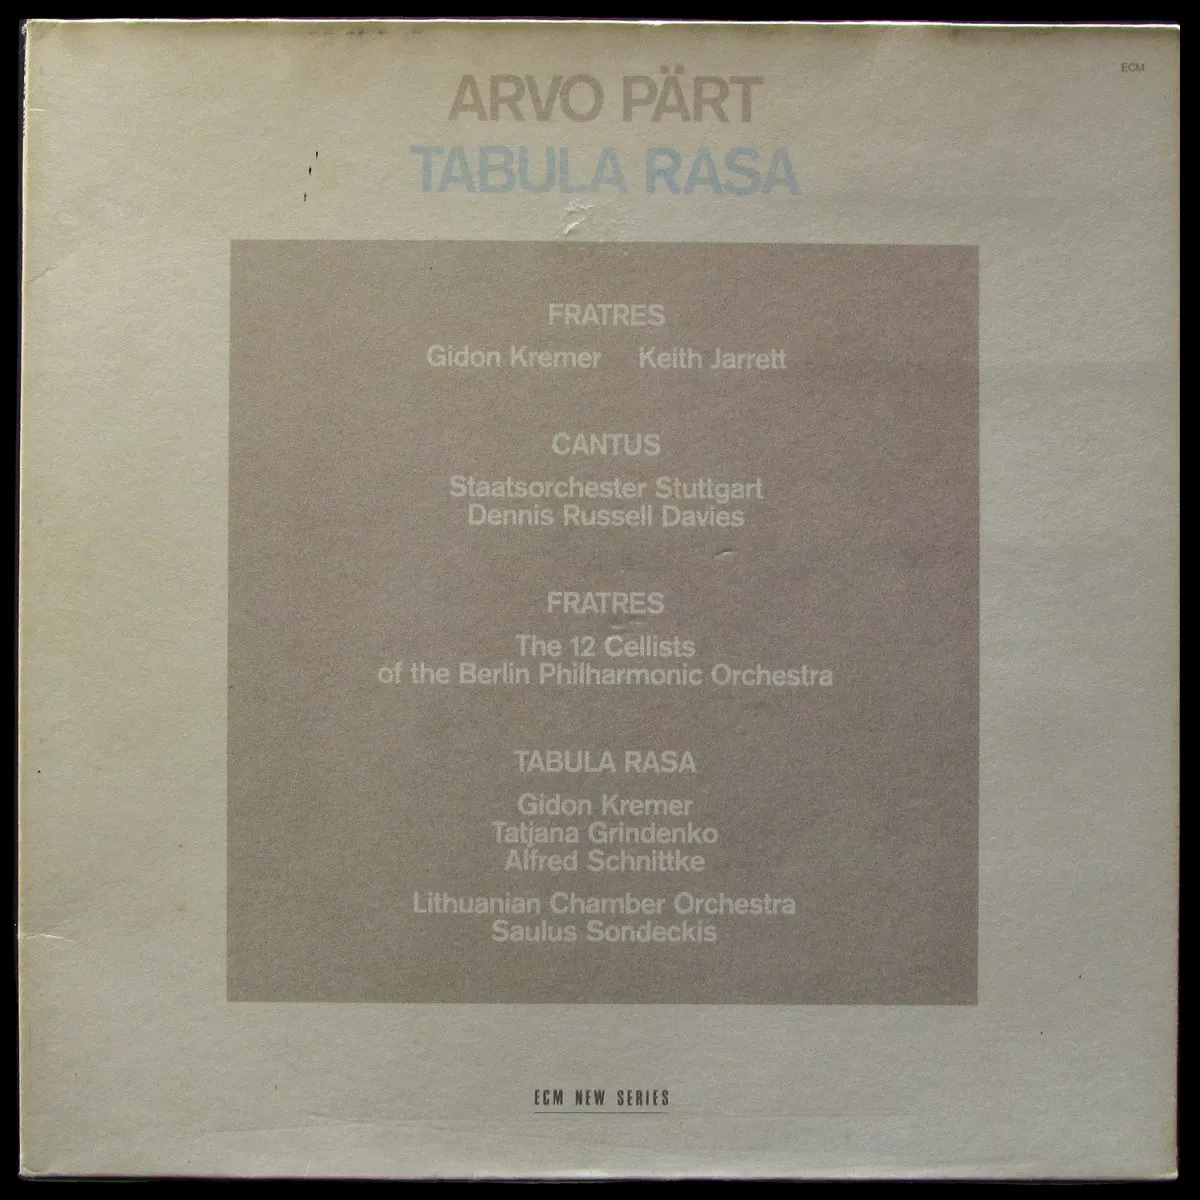 ECM
ARVO PÄRT
TABULA RASA
FRATRES
Gidon Kremer Keith Jarrett
CANTUS
Staatsorchester Stuttgart
Dennis Russell Davies
FRATRES
The 12 Cellists
of the Berlin Philharmonic Orchestra
TABULA RASA
Gidon Kremer
Tatjana Grindenko
Alfred Schnittke
Lithuanian Chamber Orchestra
Saulus Sondeckis
ECM NEW SERIES